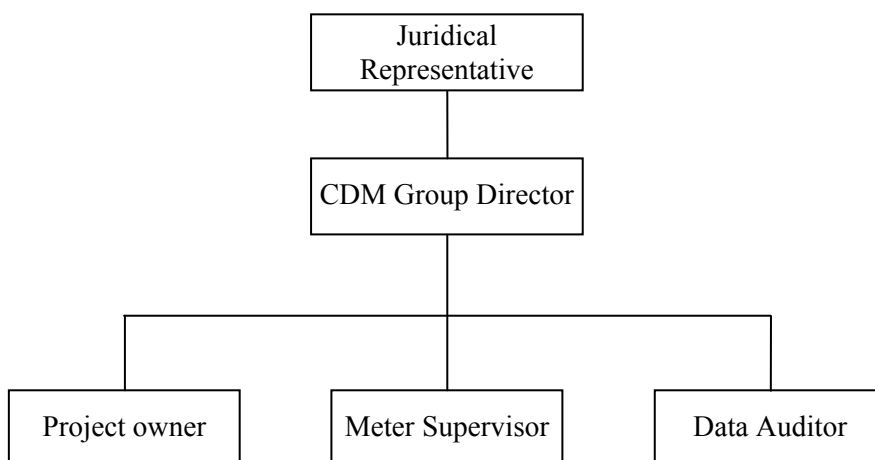 Juridical
Representative
CDM Group Director
Project owner
Meter Supervisor
Data Auditor